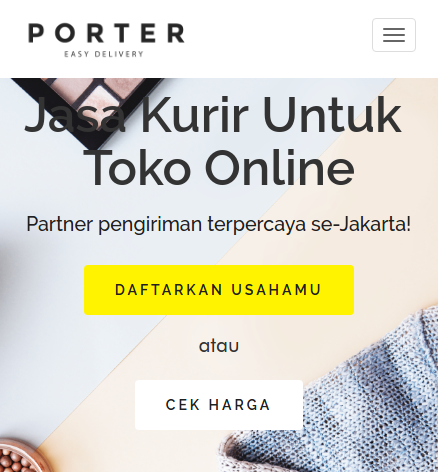 PORTER
EASY DELIVERY
Jasa Kurir Untuk
Toko Online
Partner pengiriman terpercaya se-Jakarta!
DAFTARKAN USAHAMU
atau
CEK HARGA